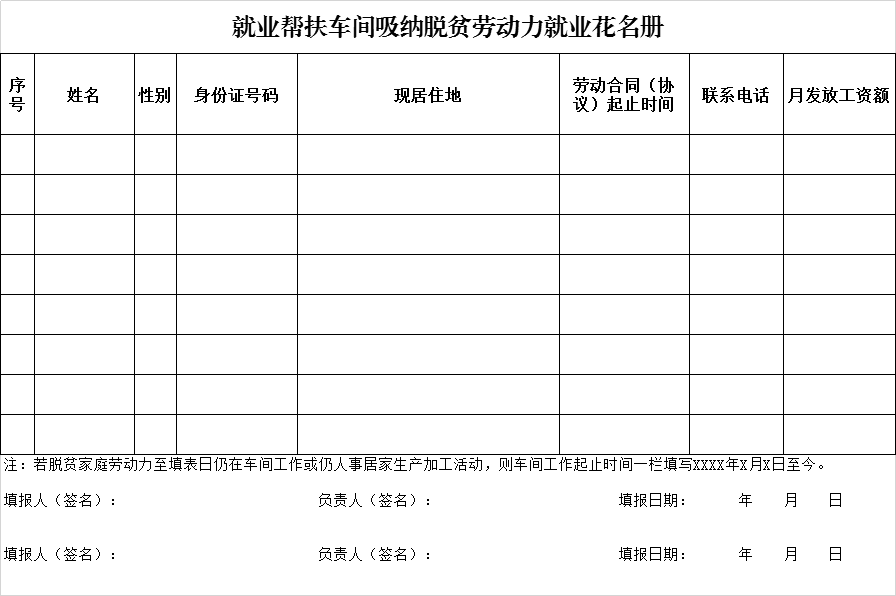 就业帮扶车间吸纳脱贫劳动力就业花名册
序号 姓名 性别 身份证号码 现居住地 劳动合同（协议）起止时间 联系电话 月发放工资额
注：若脱贫家庭劳动力至填表日仍在车间工作或仍人事居家生产加工活动，则车间工作起止时间一栏填写XXXX年X月X日至今。
填报人（签名）： 负责人（签名）： 填报日期： 年 月 日
填报人（签名）： 负责人（签名）： 填报日期： 年 月 日